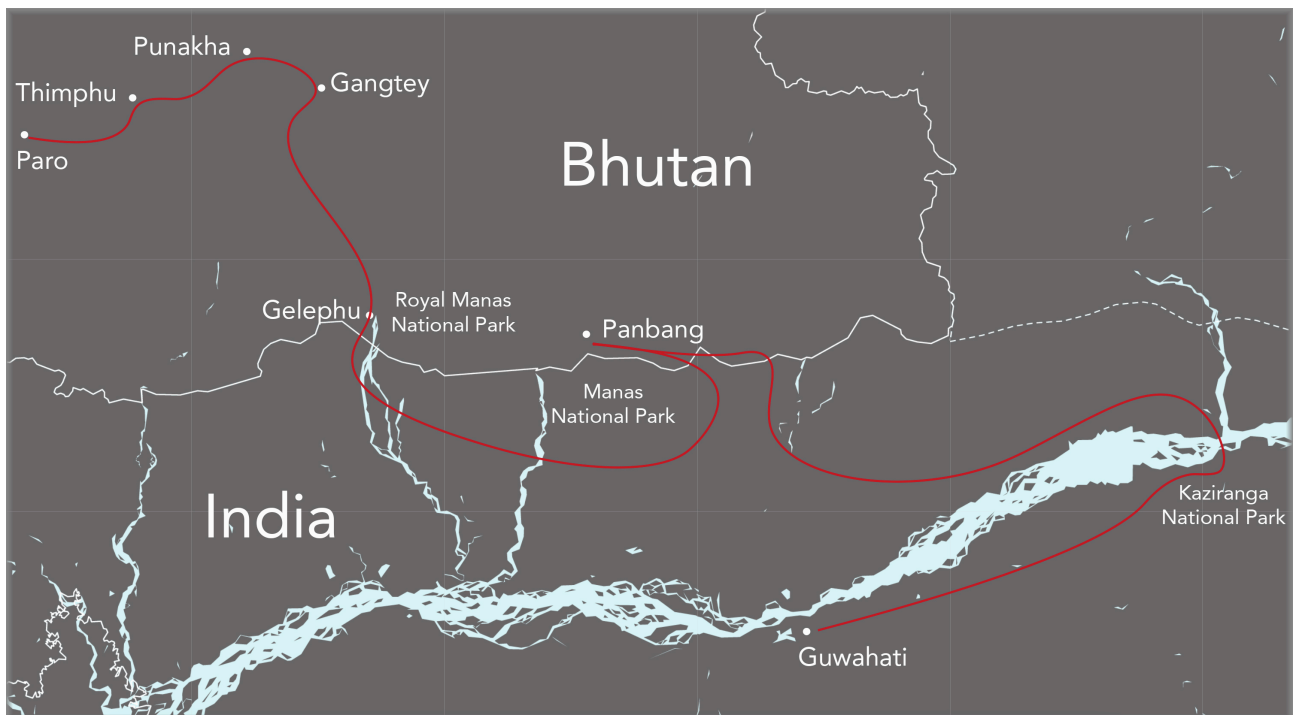 Punakha
Gangtey
Thimphu
Paro
Bhutan
Royal Manas
National Park
Gelephu
Panbang
Manas
National Park
India
Kaziranga
National Park
Guwahati